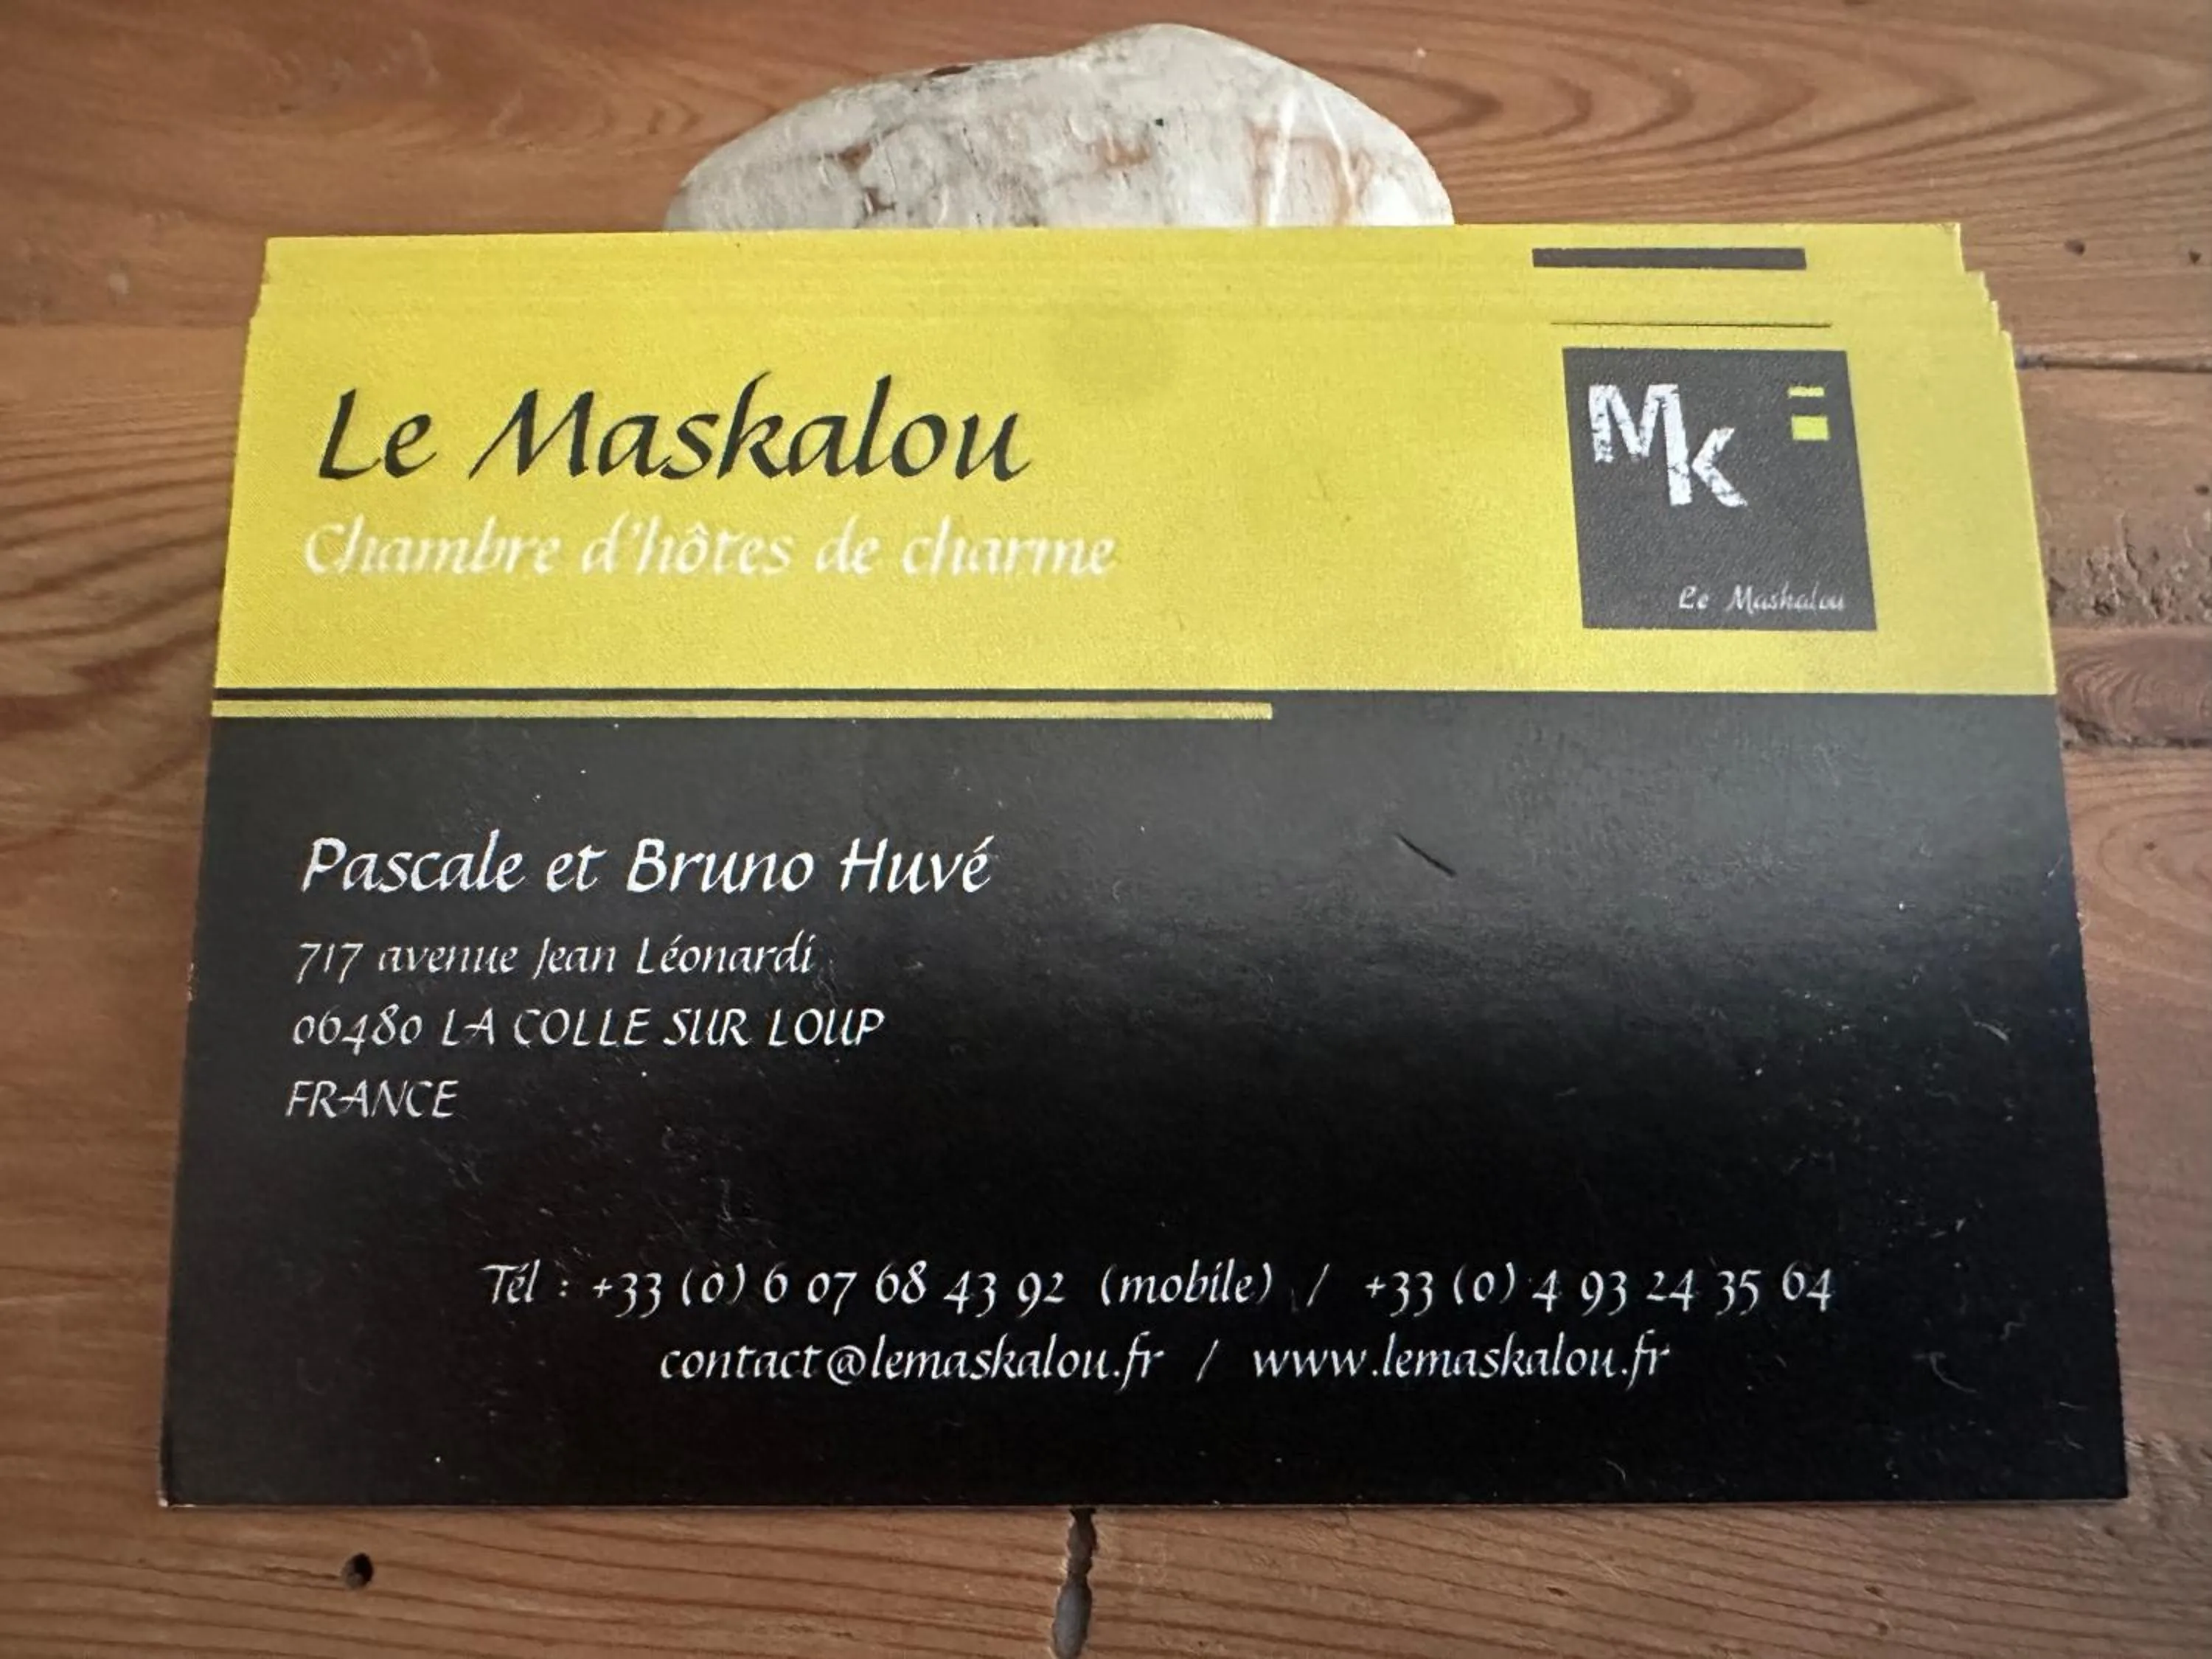 Le Maskalou
Chambre d'hôtes de charme
MK
Le Maskalou
Pascale et Bruno Huvé
717 avenue Jean Léonardi
06480 LA COLLE SUR LOUP
FRANCE
Tél : +33 (0) 6 07 68 43 92 (mobile) / +33 (0) 4 93 24 35 64
contact@lemaskalou.fr / www.lemaskalou.fr